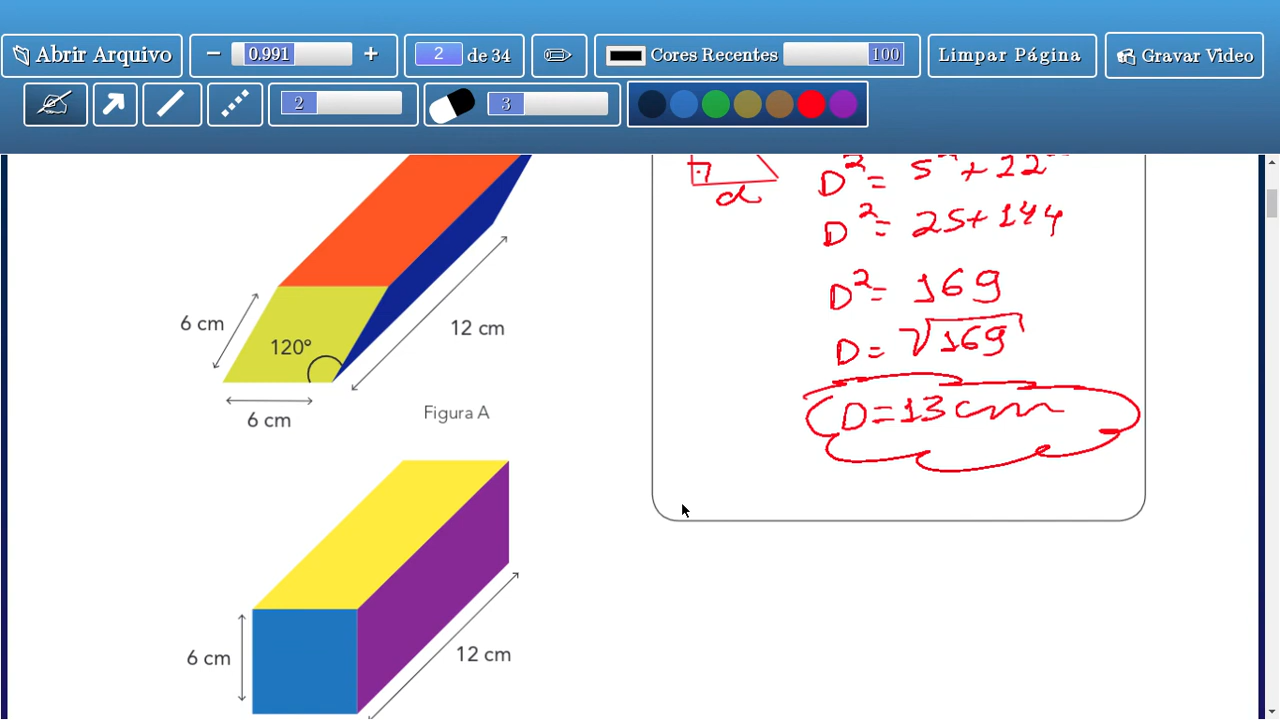 Abrir Arquivo
− 0.991 +
2 de 34
Cores Recentes 100
Limpar Página
Gravar Video
2
3
d
D² = 5² + 22²
D² = 25 + 144
D² = 169
D = √169
D = 13 cm
6 cm
120°
12 cm
6 cm
Figura A
6 cm
12 cm